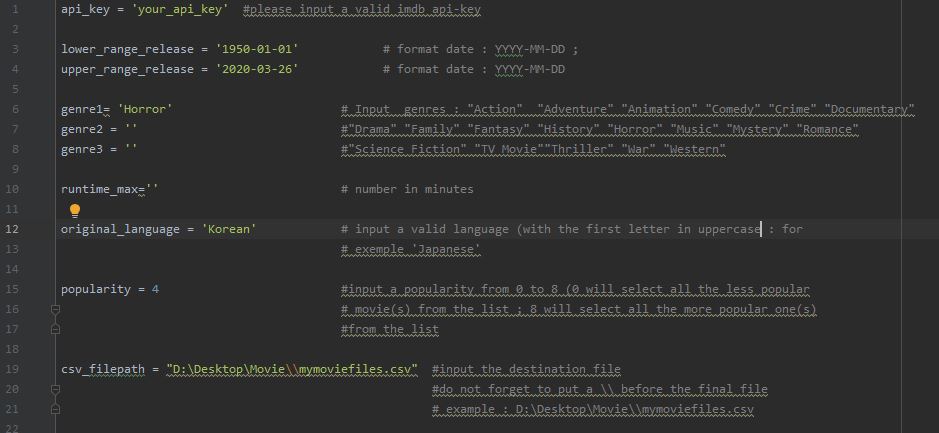 1 api_key = 'your_api_key' #please input a valid imdb api-key
2
3 lower_range_release = '1950-01-01' # format date : YYYY-MM-DD ;
4 upper_range_release = '2020-03-26' # format date : YYYY-MM-DD
5
6 genre1= 'Horror' # Input genres : "Action" "Adventure" "Animation" "Comedy" "Crime" "Documentary"
7 genre2 = '' #"Drama" "Family" "Fantasy" "History" "Horror" "Music" "Mystery" "Romance"
8 genre3 = '' #"Science Fiction" "TV Movie""Thriller" "War" "Western"
9
10 runtime_max='' # number in minutes
11
12 original_language = 'Korean' # input a valid language (with the first letter in uppercase : for
13 # exemple 'Japanese'
14
15 popularity = 4 #input a popularity from 0 to 8 (0 will select all the less popular
16 # movie(s) from the list ; 8 will select all the more popular one(s)
17 #from the list
18
19 csv_filepath = "D:\Desktop\Movie\\mymoviefiles.csv" #input the destination file
20 #do not forget to put a \\ before the final file
21 # example : D:\Desktop\Movie\\mymoviefiles.csv
22